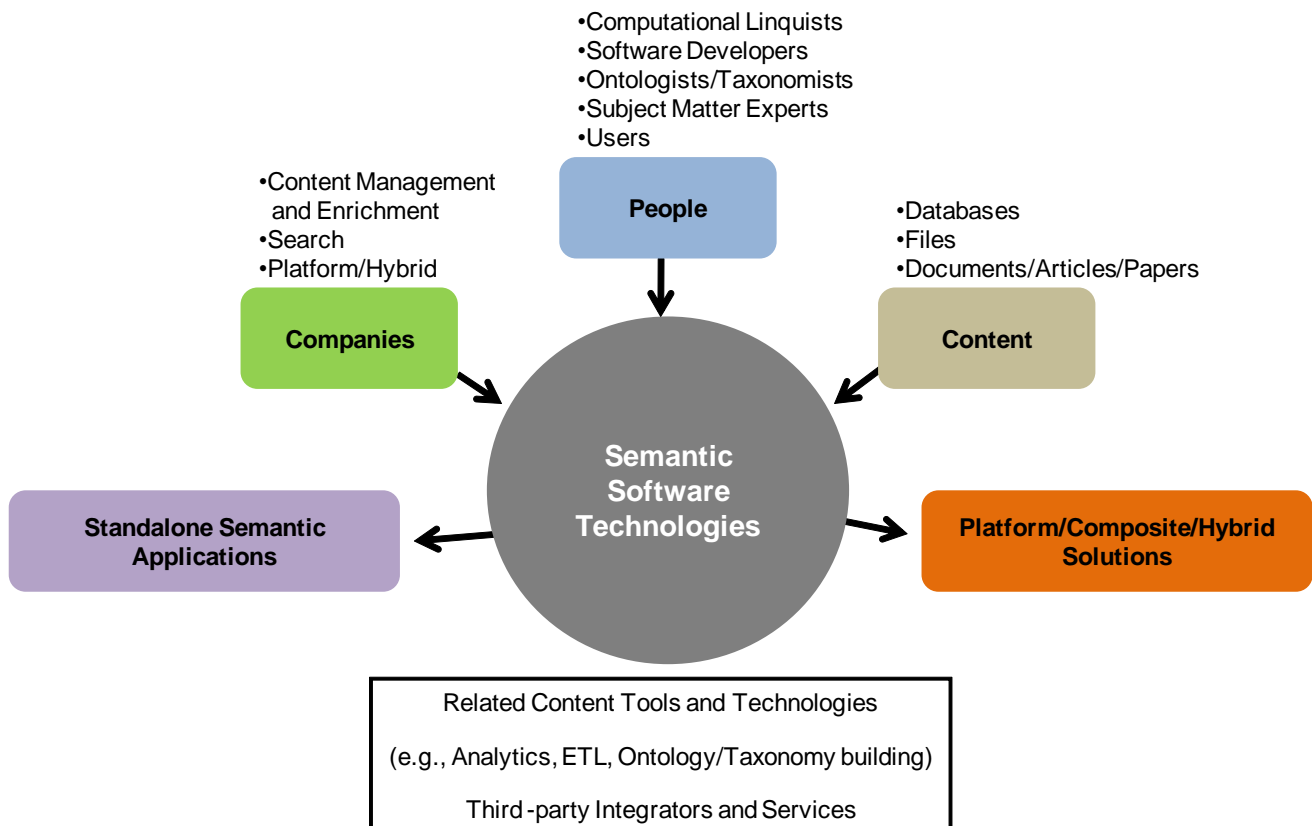 •Computational Linquists
•Software Developers
•Ontologists/Taxonomists
•Subject Matter Experts
•Users
•Content Management
and Enrichment
•Search
•Platform/Hybrid
People
•Databases
•Files
•Documents/Articles/Papers
Companies
Content
Semantic
Software
Technologies
Standalone Semantic
Applications
Platform/Composite/Hybrid
Solutions
Related Content Tools and Technologies
(e.g., Analytics, ETL, Ontology/Taxonomy building)
Third -party Integrators and Services